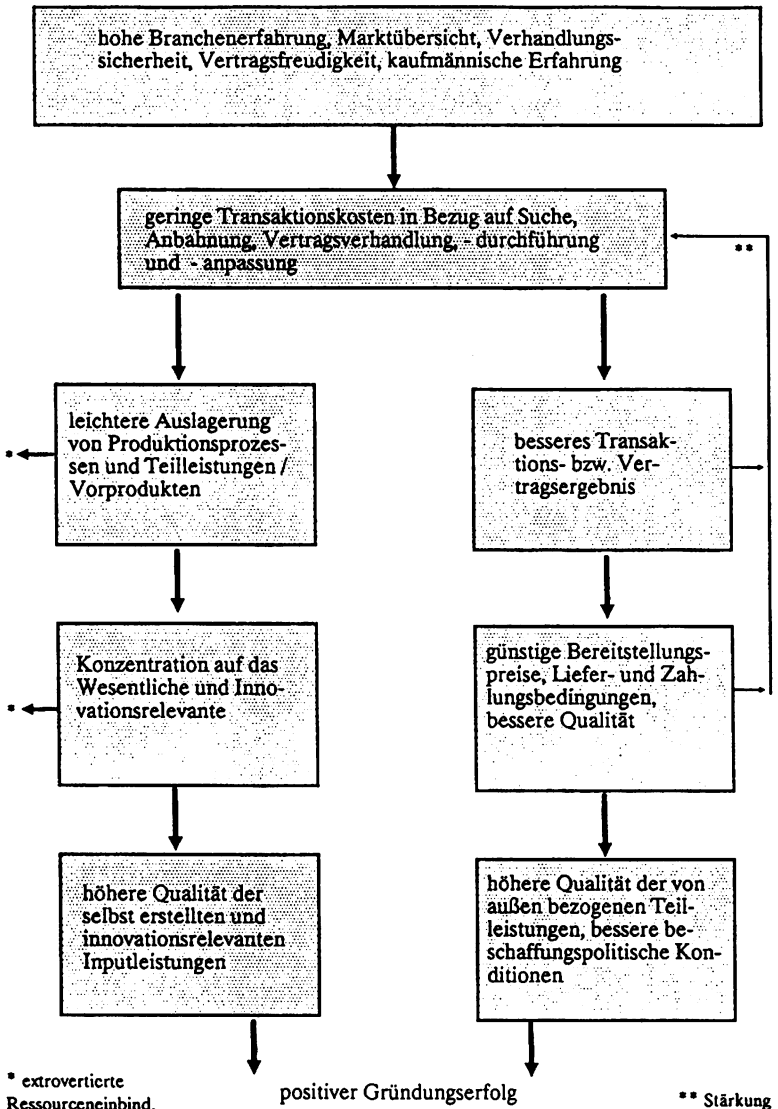 hohe Branchenerfahrung, Marktübersicht, Verhandlungs-
sicherheit, Vertragsfreudigkeit, kaufmännische Erfahrung
geringe Transaktionskosten in Bezug auf Suche,
Anbahnung, Vertragsverhandlung, - durchführung
und - anpassung
**
leichtere Auslagerung
von Produktionsprozes-
sen und Teilleistungen /
Vorprodukten
*
besseres Transak-
tions- bzw. Ver-
tragsergebnis
Konzentration auf das
Wesentliche und Inno-
vationsrelevante
*
günstige Bereitstellungs-
preise, Liefer- und Zah-
lungsbedingungen,
bessere Qualität
höhere Qualität der
selbst erstellten und
innovationsrelevanten
Inputleistungen
höhere Qualität der von
außen bezogenen Teil-
leistungen, bessere be-
schaffungspolitische Kon-
ditionen
* extrovertierte
Ressourceneinbind.
positiver Gründungserfolg
** Stärkung